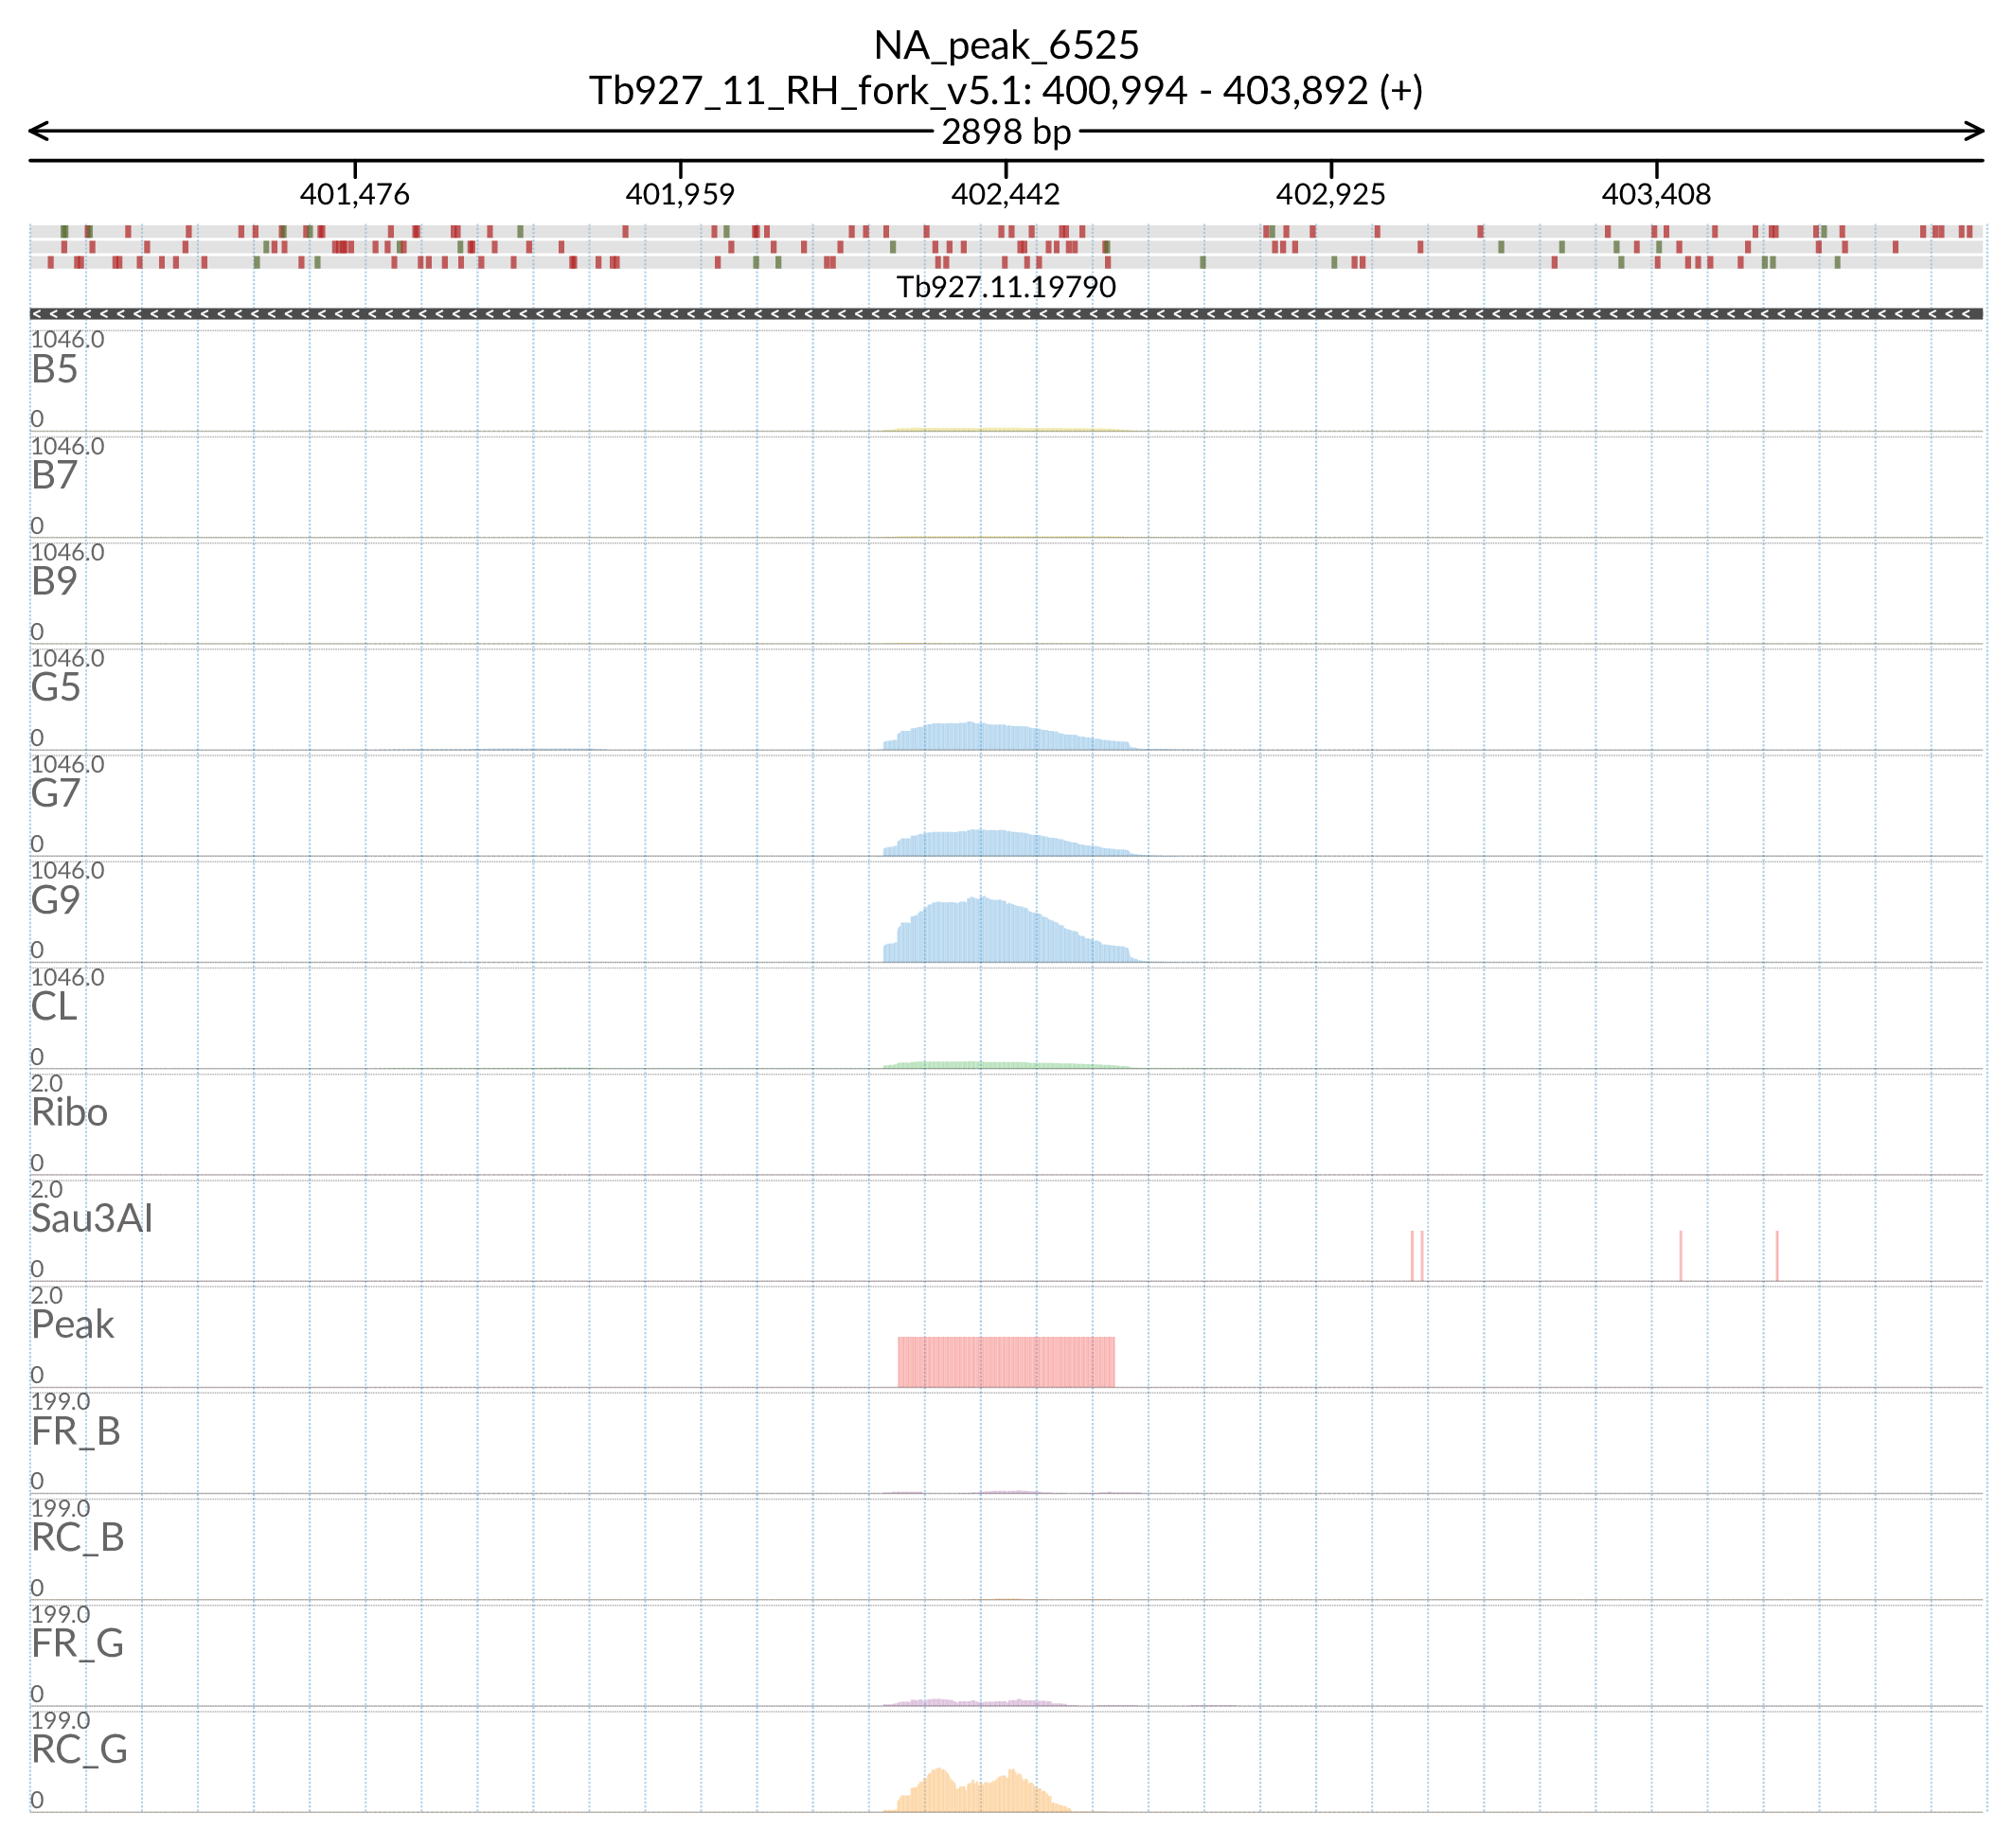 NA_peak_6525
Tb927_11_RH_fork_v5.1: 400,994 - 403,892 (+)
2898 bp
401,476 401,959 402,442 402,925 403,408
Tb927.11.19790
1046.0
B5
0
1046.0
B7
0
1046.0
B9
0
1046.0
G5
0
1046.0
G7
0
1046.0
G9
0
1046.0
CL
0
2.0
Ribo
0
2.0
Sau3AI
0
2.0
Peak
0
199.0
FR_B
0
199.0
RC_B
0
199.0
FR_G
0
199.0
RC_G
0